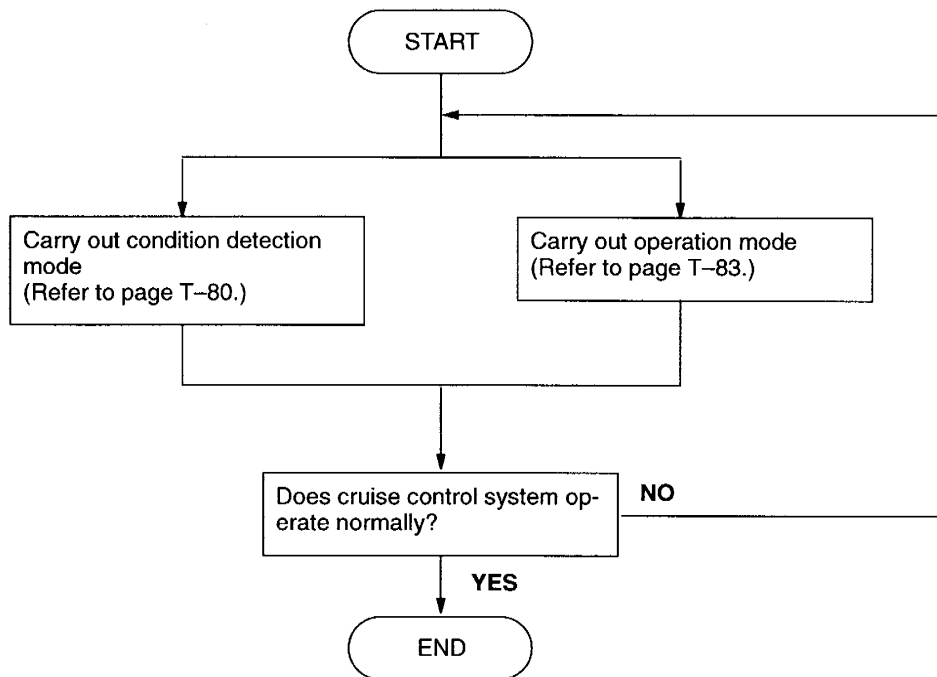 START
Carry out condition detection
mode
(Refer to page T–80.)
Carry out operation mode
(Refer to page T–83.)
Does cruise control system op-
erate normally?
NO
YES
END